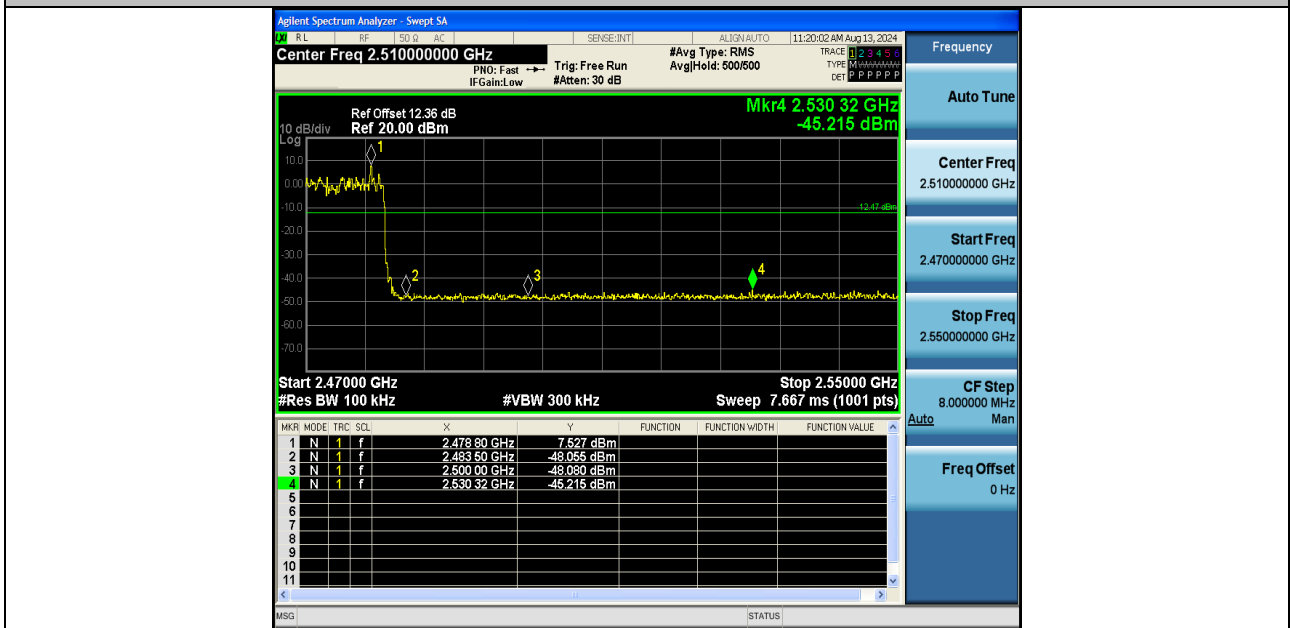 Agilent Spectrum Analyzer - Swept SA
LXI RL RF 50 Ω AC SENSE:INT ALIGN AUTO 11:20:02 AM Aug 13, 2024
Center Freq 2.510000000 GHz #Avg Type: RMS TRACE 1 2 3 4 5 6
PNO: Fast Trig: Free Run Avg|Hold: 500/500 TYPE M
IFGain:Low #Atten: 30 dB DET P P P P P P
Mkr4 2.530 32 GHz
-45.215 dBm
Ref Offset 12.36 dB
10 dB/div Ref 20.00 dBm
Log
10.0
0.00
-10.0
-20.0
-30.0
-40.0
-50.0
-60.0
-70.0
1
2
3
4
12.47 dBm
Start 2.47000 GHz Stop 2.55000 GHz
#Res BW 100 kHz #VBW 300 kHz Sweep 7.667 ms (1001 pts)
MKR MODE TRC SCL X Y FUNCTION FUNCTION WIDTH FUNCTION VALUE
1 N 1 f 2.478 80 GHz 7.527 dBm
2 N 1 f 2.483 50 GHz -48.055 dBm
3 N 1 f 2.500 00 GHz -48.080 dBm
4 N 1 f 2.530 32 GHz -45.215 dBm
5
6
7
8
9
10
11
MSG STATUS
Frequency
Auto Tune
Center Freq
2.510000000 GHz
Start Freq
2.470000000 GHz
Stop Freq
2.550000000 GHz
CF Step
8.000000 MHz
Auto Man
Freq Offset
0 Hz